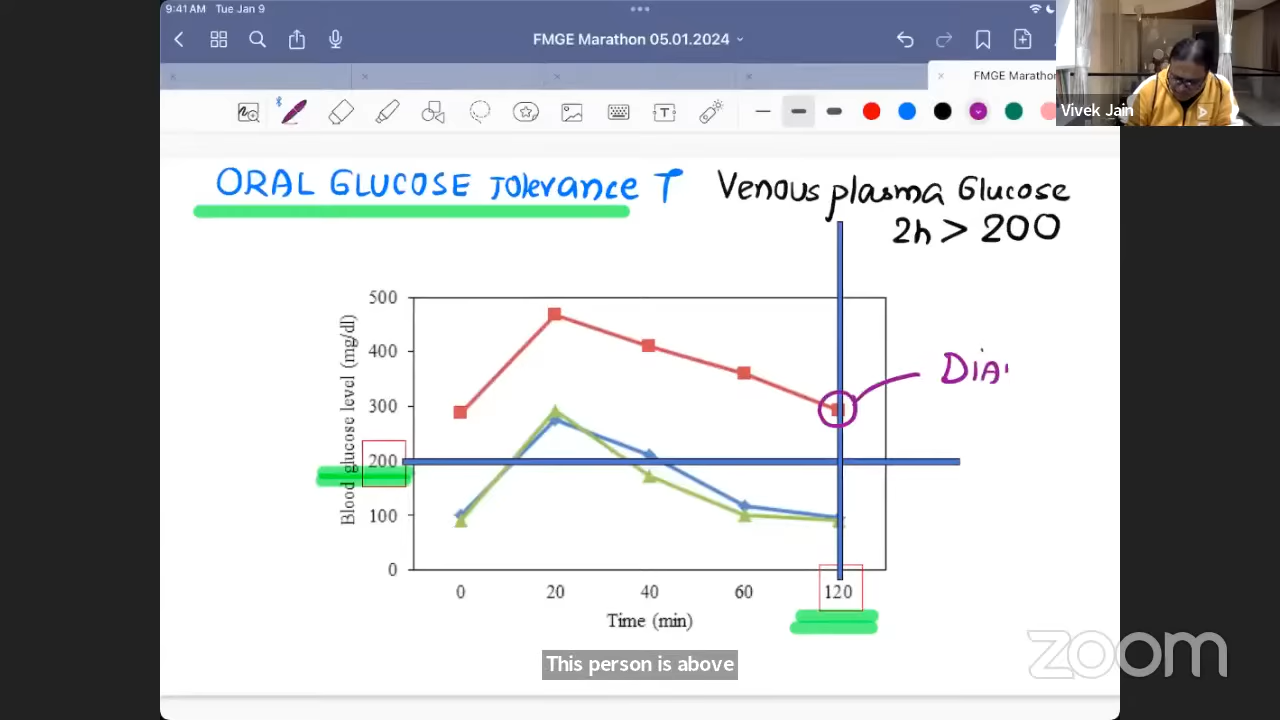 9:41 AM Tue Jan 9
FMGE Marathon 05.01.2024
FMGE Marathon
Vivek Jain
ORAL GLUCOSE Tolerance T
Venous plasma Glucose
2h > 200
500
400
300
200
100
0
Blood glucose level (mg/dl)
DIA
0 20 40 60 120
Time (min)
This person is above
zoom